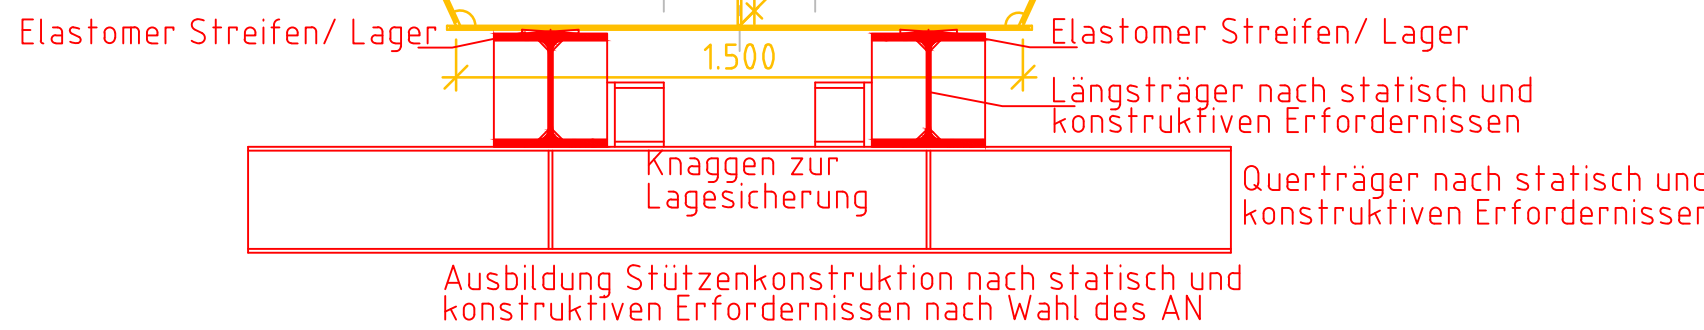 Elastomer Streifen/ Lager
Elastomer Streifen/ Lager
1.500
Längsträger nach statisch und
konstruktiven Erfordernissen
Knaggen zur
Lagesicherung
Querträger nach statisch und
konstruktiven Erfordernissen
Ausbildung Stützenkonstruktion nach statisch und
konstruktiven Erfordernissen nach Wahl des AN